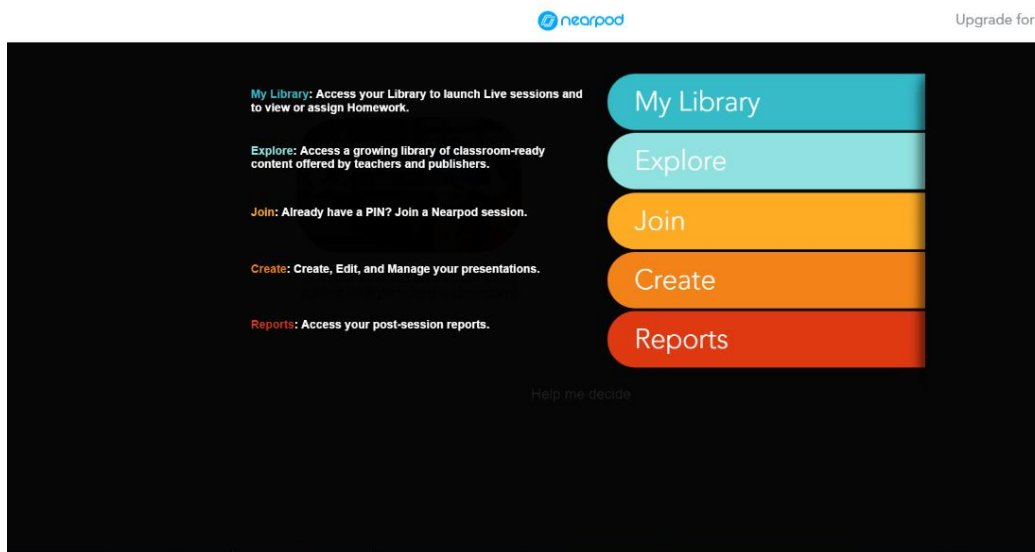 nearpod
Upgrade for
My Library: Access your Library to launch Live sessions and
to view or assign Homework.
My Library
Explore: Access a growing library of classroom-ready
content offered by teachers and publishers.
Explore
Join: Already have a PIN? Join a Nearpod session.
Join
Create: Create, Edit, and Manage your presentations.
Create
Reports: Access your post-session reports.
Reports
Help me decide